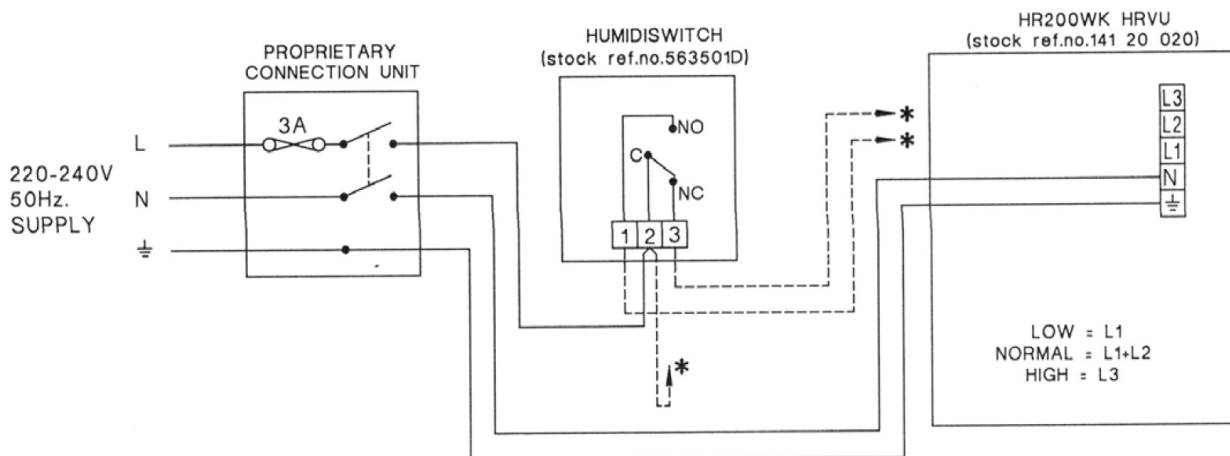 PROPRIETARY
CONNECTION UNIT
HUMIDISWITCH
(stock ref.no.563501D)
HR200WK HRVU
(stock ref.no.141 20 020)
3A
L
N
220-240V
50Hz.
SUPPLY
NO
C
NC
1 2 3
*
*
*
L3
L2
L1
N
LOW = L1
NORMAL = L1+L2
HIGH = L3